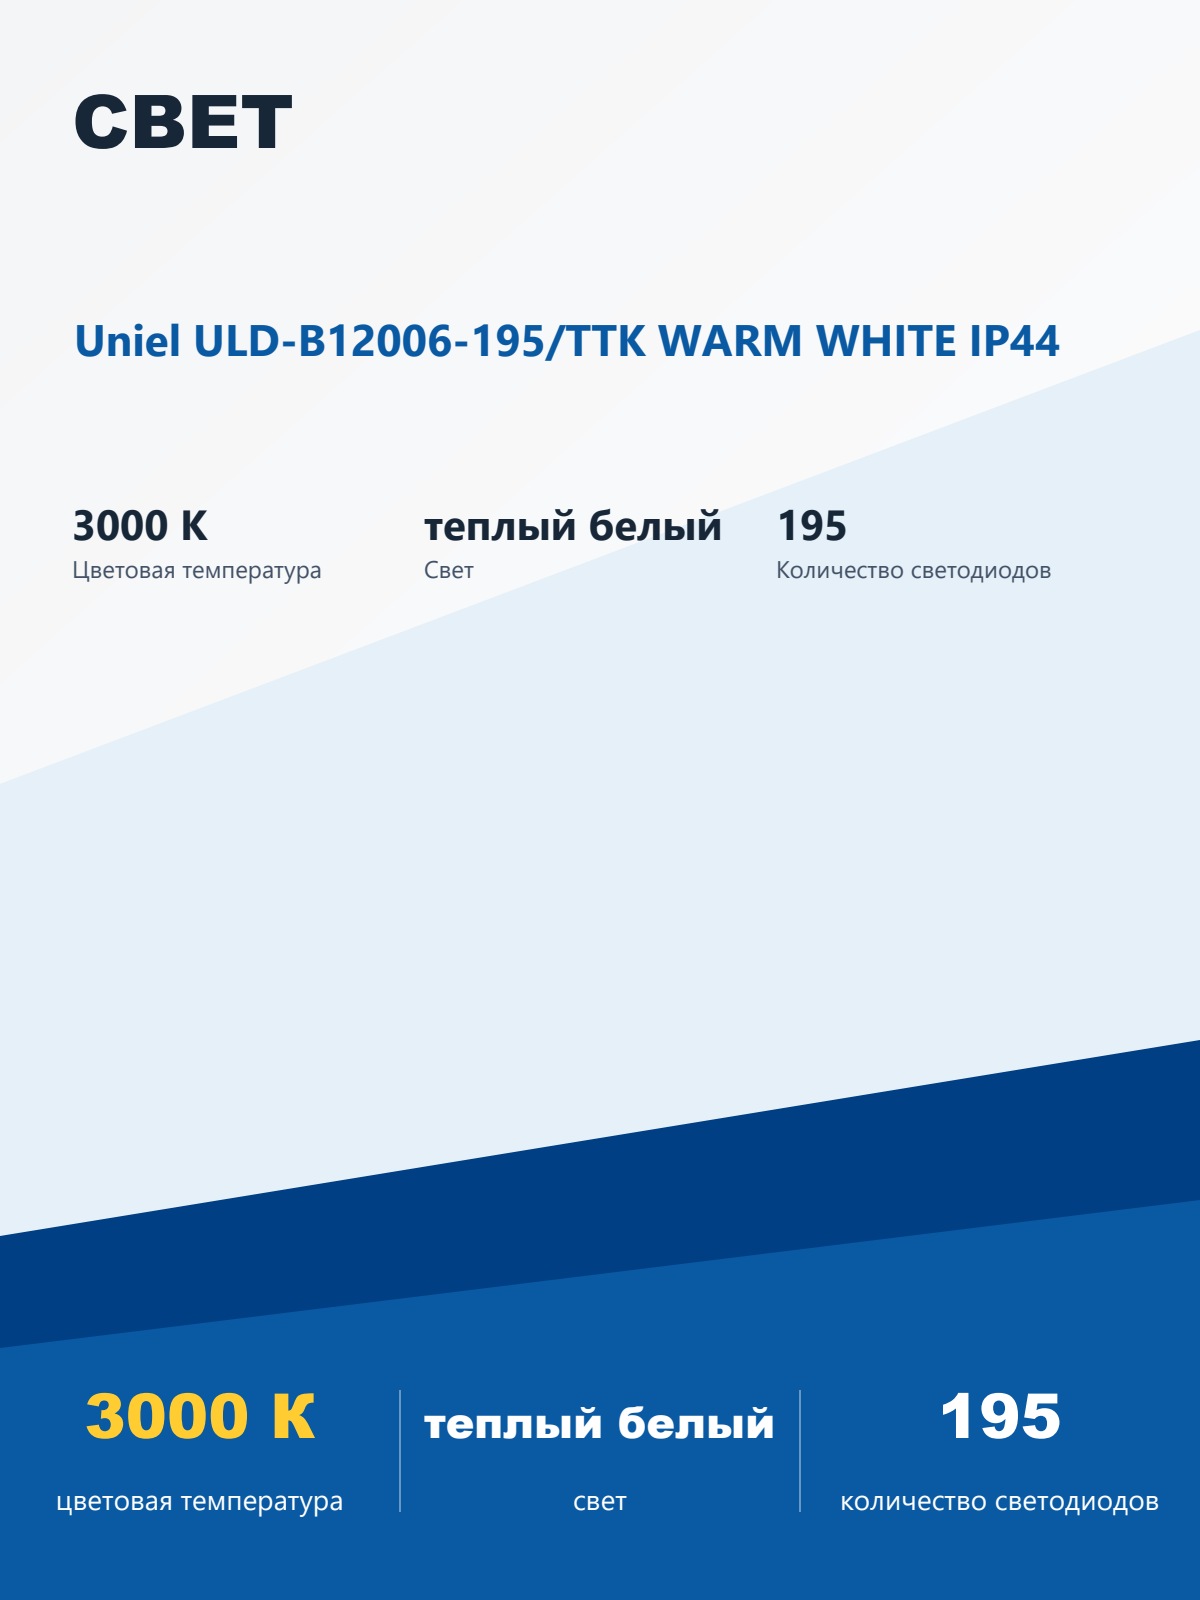 СВЕТ
Uniel ULD-B12006-195/TTK WARM WHITE IP44
3000 К теплый белый 195
Цветовая температура Свет Количество светодиодов
3000 К теплый белый 195
цветовая температура свет количество светодиодов